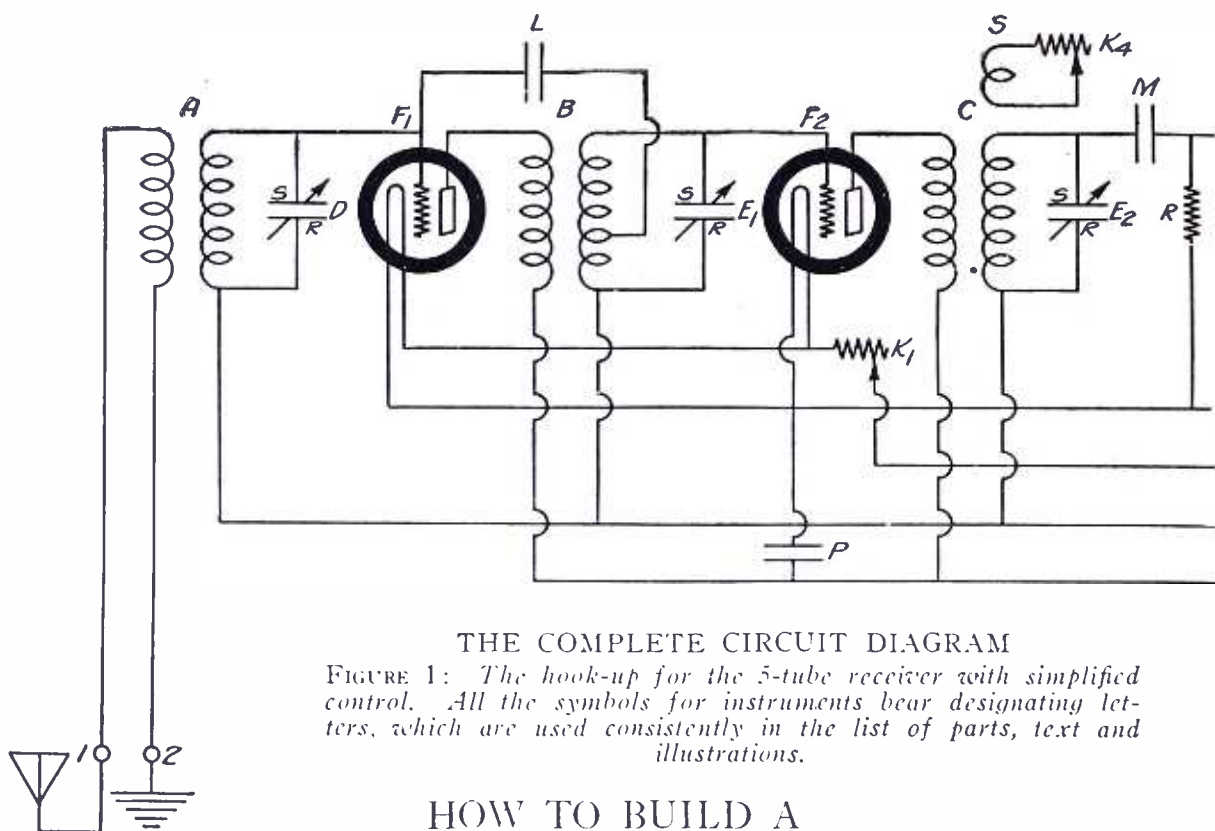 L
S
K4
A
F1
B
F2
C
M
S
D
R
S
E1
R
S
E2
R
R
K1
P
THE COMPLETE CIRCUIT DIAGRAM
FIGURE 1: The hook-up for the 5-tube receiver with simplified
control. All the symbols for instruments bear designating let-
ters, which are used consistently in the list of parts, text and
illustrations.
1
2
HOW TO BUILD A